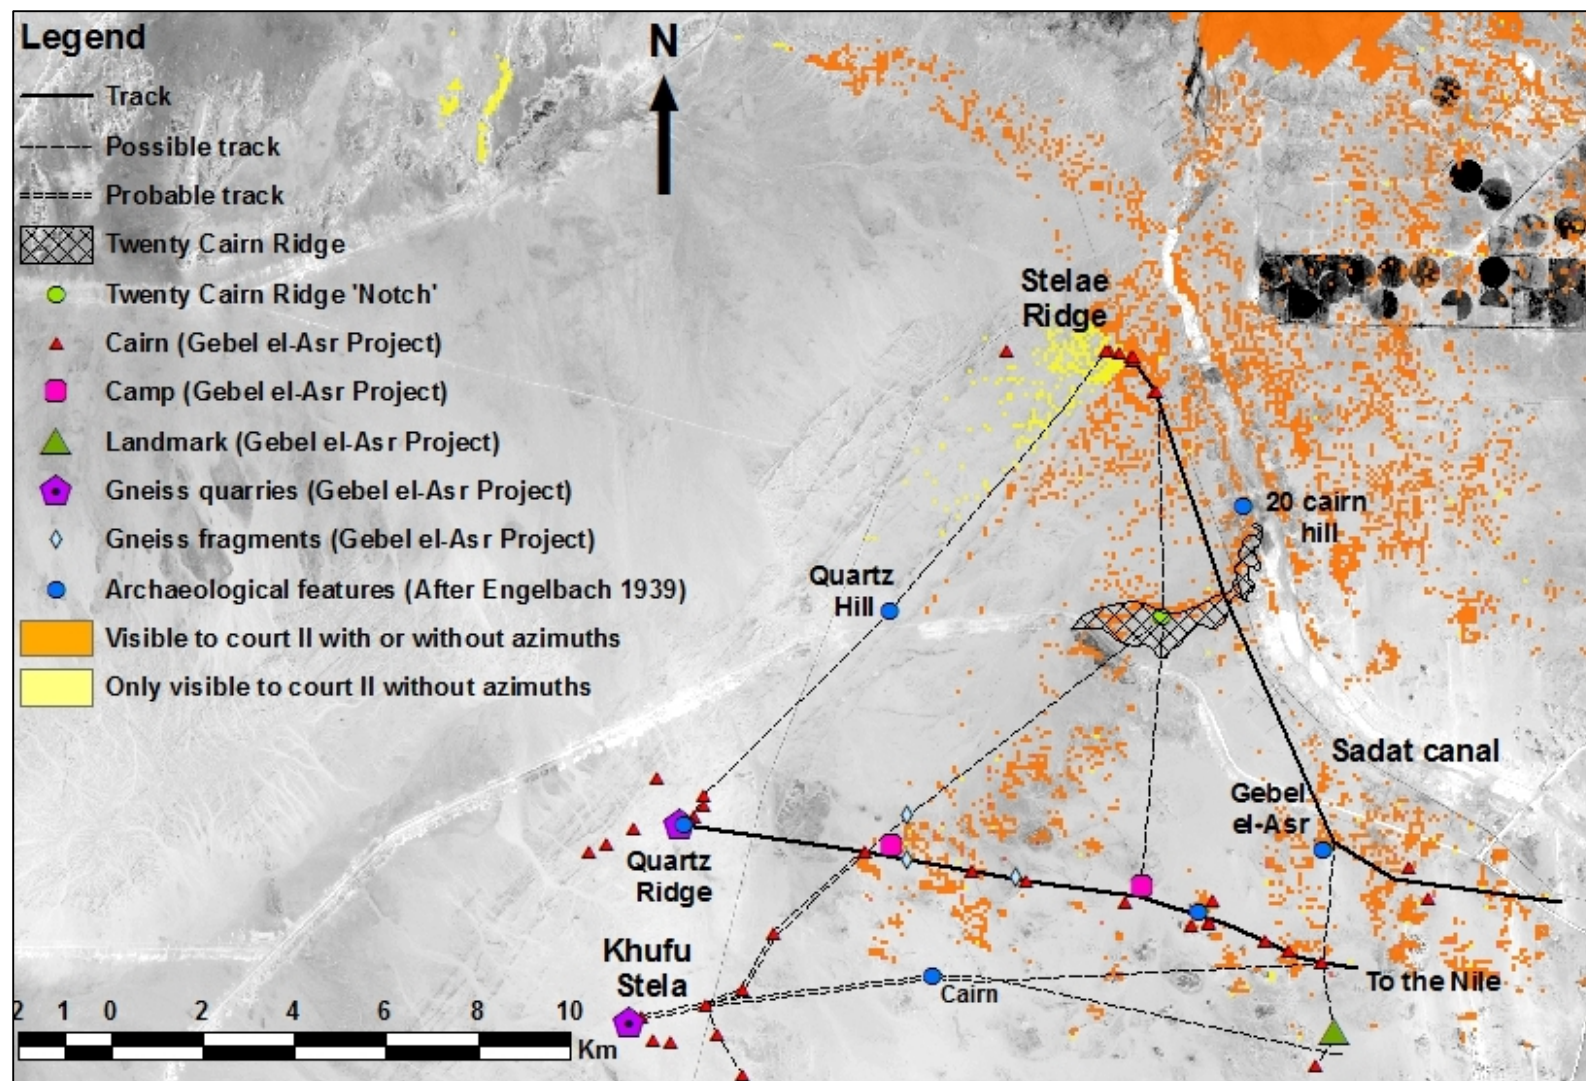 Legend
Track
Possible track
Probable track
Twenty Cairn Ridge
Twenty Cairn Ridge 'Notch'
Cairn (Gebel el-Asr Project)
Camp (Gebel el-Asr Project)
Landmark (Gebel el-Asr Project)
Gneiss quarries (Gebel el-Asr Project)
Gneiss fragments (Gebel el-Asr Project)
Archaeological features (After Engelbach 1939)
Visible to court II with or without azimuths
Only visible to court II without azimuths
N
Stelae
Ridge
20 cairn
hill
Quartz
Hill
Sadat canal
Gebel
el-Asr
Quartz
Ridge
Khufu
Stela
Cairn
To the Nile
2 1 0 2 4 6 8 10
Km